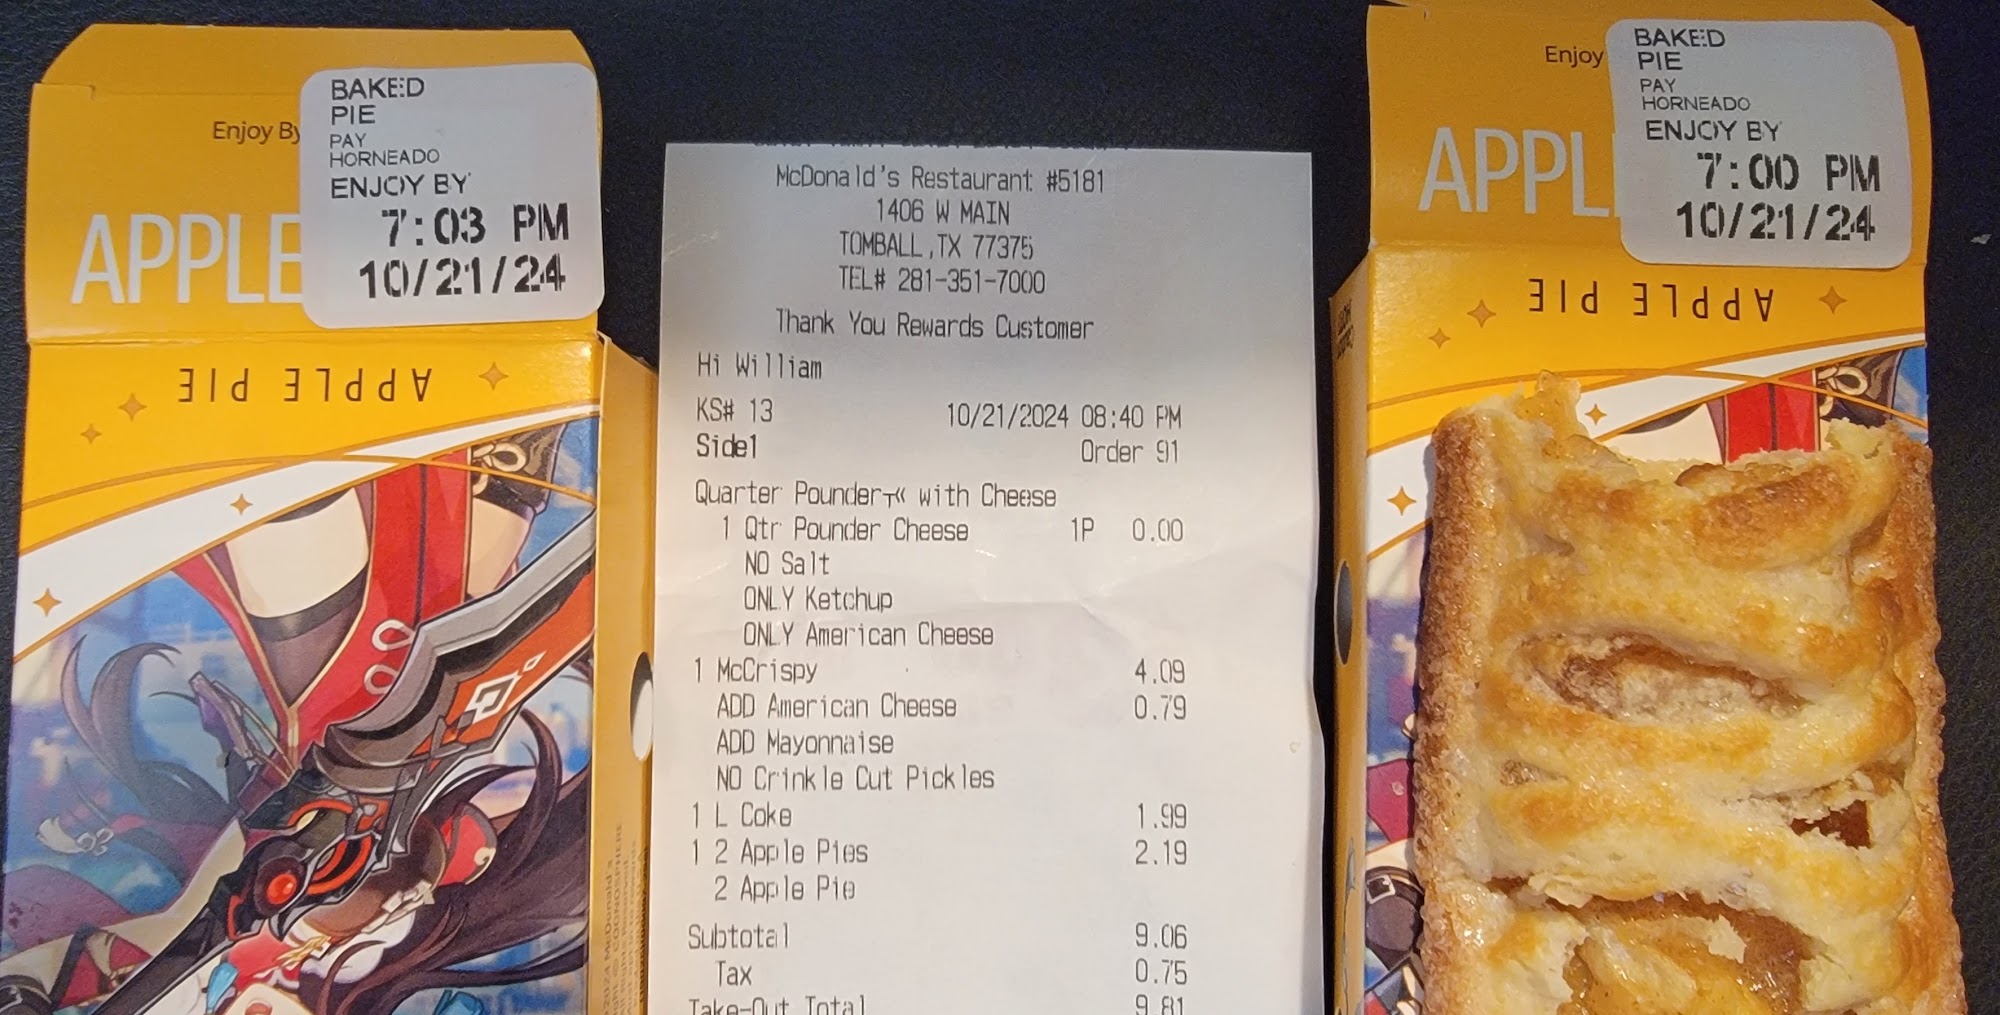 Enjoy By
APPLE
BAKED
PIE
PAY
HORNEADO
ENJOY BY
7:03 PM
10/21/24
APPLE PIE
McDonald's Restaurant #5181
1406 W MAIN
TOMBALL,TX 77375
TEL# 281-351-7000
Thank You Rewards Customer
Hi William
KS# 13 10/21/2024 08:40 PM
Side1 Order 91
Quarter Pounder┬« with Cheese
1 Qtr Pounder Cheese 1P 0.00
NO Salt
ONLY Ketchup
ONLY American Cheese
1 McCrispy 4.09
ADD American Cheese 0.79
ADD Mayonnaise
NO Crinkle Cut Pickles
1 L Coke 1.99
1 2 Apple Pies 2.19
2 Apple Pie
Subtotal 9.06
Tax 0.75
Take-Out Total 9.81
Enjoy
APPL
BAKED
PIE
PAY
HORNEADO
ENJOY BY
7:00 PM
10/21/24
APPLE PIE